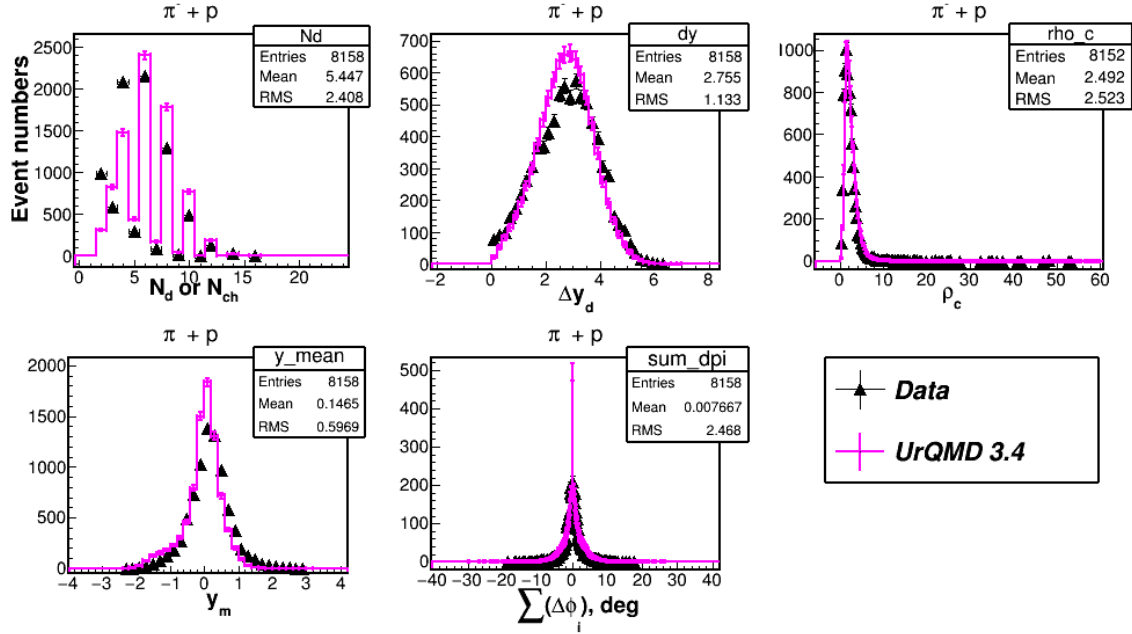 π⁻ + p
Nd
Entries 8158
Mean 5.447
RMS 2.408
Event numbers
2500
2000
1500
1000
500
0
0 5 10 15 20
N_d or N_ch
π⁻ + p
dy
Entries 8158
Mean 2.755
RMS 1.133
700
600
500
400
300
200
100
0
−2 0 2 4 6 8
Δy_d
π⁻ + p
rho_c
Entries 8152
Mean 2.492
RMS 2.523
1000
800
600
400
200
0
0 10 20 30 40 50 60
ρ_c
π⁻ + p
y_mean
Entries 8158
Mean 0.1465
RMS 0.5969
2000
1500
1000
500
0
−4 −3 −2 −1 0 1 2 3 4
y_m
π⁻ + p
sum_dpi
Entries 8158
Mean 0.007667
RMS 2.468
500
400
300
200
100
0
−40 −30 −20 −10 0 10 20 30 40
∑(Δϕ_i), deg
Data
UrQMD 3.4